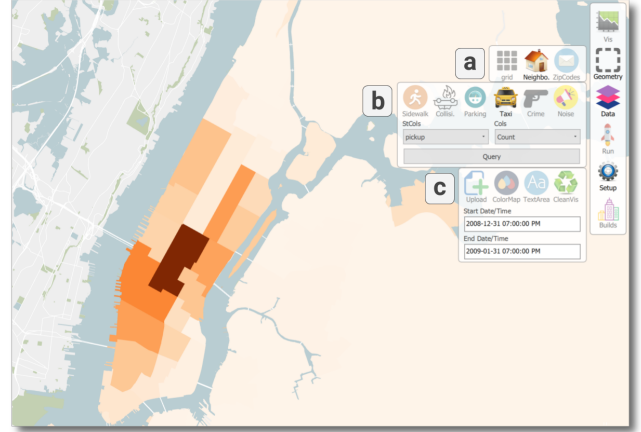 a
grid Neighbo. ZipCodes
b
Sidewalk Collisi. Parking Taxi Crime Noise
StCols Cols
pickup Count
Query
c
Upload ColorMap TextArea CleanVis
Aa
Start Date/Time
2008-12-31 07:00:00 PM
End Date/Time
2009-01-31 07:00:00 PM
Vis
Geometry
Data
Run
Setup
Builds